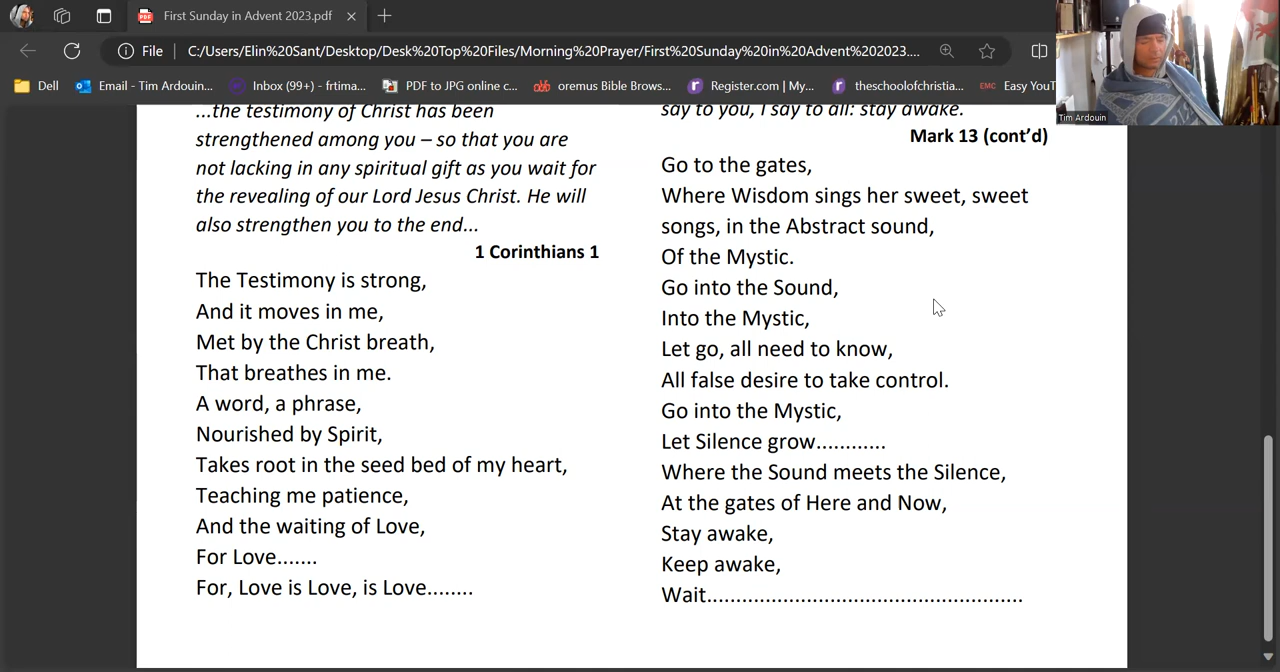 First Sunday in Advent 2023.pdf
File
C:/Users/Elin%20Sant/Desktop/Desk%20Top%20Files/Morning%20Prayer/First%20Sunday%20in%20Advent%202023....
Dell
Email - Tim Ardouin...
Inbox (99+) - frtima...
PDF to JPG online c...
oremus Bible Brows...
Register.com | My...
theschoolofchristia...
EMC
Easy YouT
Tim Ardouin
...the testimony of Christ has been
strengthened among you – so that you are
not lacking in any spiritual gift as you wait for
the revealing of our Lord Jesus Christ. He will
also strengthen you to the end...
1 Corinthians 1
The Testimony is strong,
And it moves in me,
Met by the Christ breath,
That breathes in me.
A word, a phrase,
Nourished by Spirit,
Takes root in the seed bed of my heart,
Teaching me patience,
And the waiting of Love,
For Love.......
For, Love is Love, is Love........
say to you, I say to all: stay awake.
Mark 13 (cont’d)
Go to the gates,
Where Wisdom sings her sweet, sweet
songs, in the Abstract sound,
Of the Mystic.
Go into the Sound,
Into the Mystic,
Let go, all need to know,
All false desire to take control.
Go into the Mystic,
Let Silence grow............
Where the Sound meets the Silence,
At the gates of Here and Now,
Stay awake,
Keep awake,
Wait......................................................